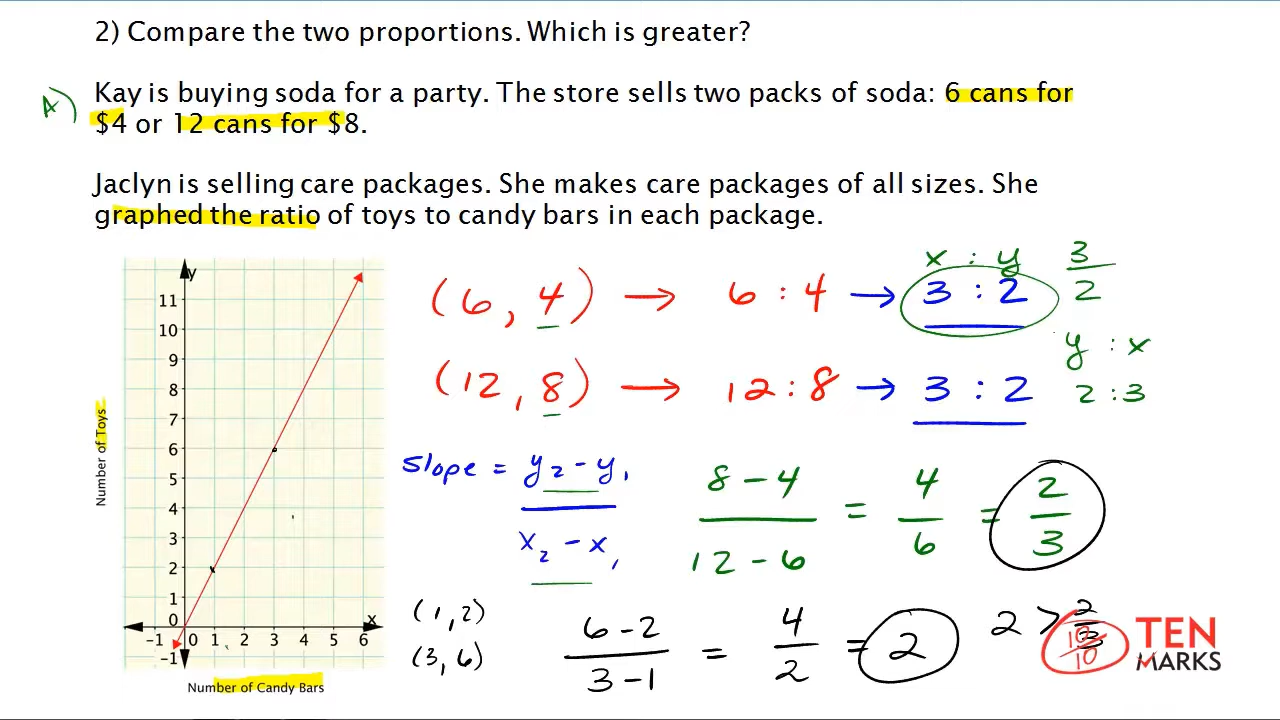 2) Compare the two proportions. Which is greater?
A) Kay is buying soda for a party. The store sells two packs of soda: 6 cans for
$4 or 12 cans for $8.
Jaclyn is selling care packages. She makes care packages of all sizes. She
graphed the ratio of toys to candy bars in each package.
y
11
10
9
8
7
6
5
4
3
2
1
0
-1
-1 0 1 2 3 4 5 6
x
Number of Toys
Number of Candy Bars
x : y
(6, 4) → 6 : 4 → 3 : 2
3/2
y : x
2 : 3
(12, 8) → 12 : 8 → 3 : 2
slope = y₂ - y₁ / x₂ - x₁
8 - 4 / 12 - 6 = 4/6 = 2/3
(1, 2)
(3, 6)
6 - 2 / 3 - 1 = 4/2 = 2
2 > 2/3
10/10
TEN
MARKS